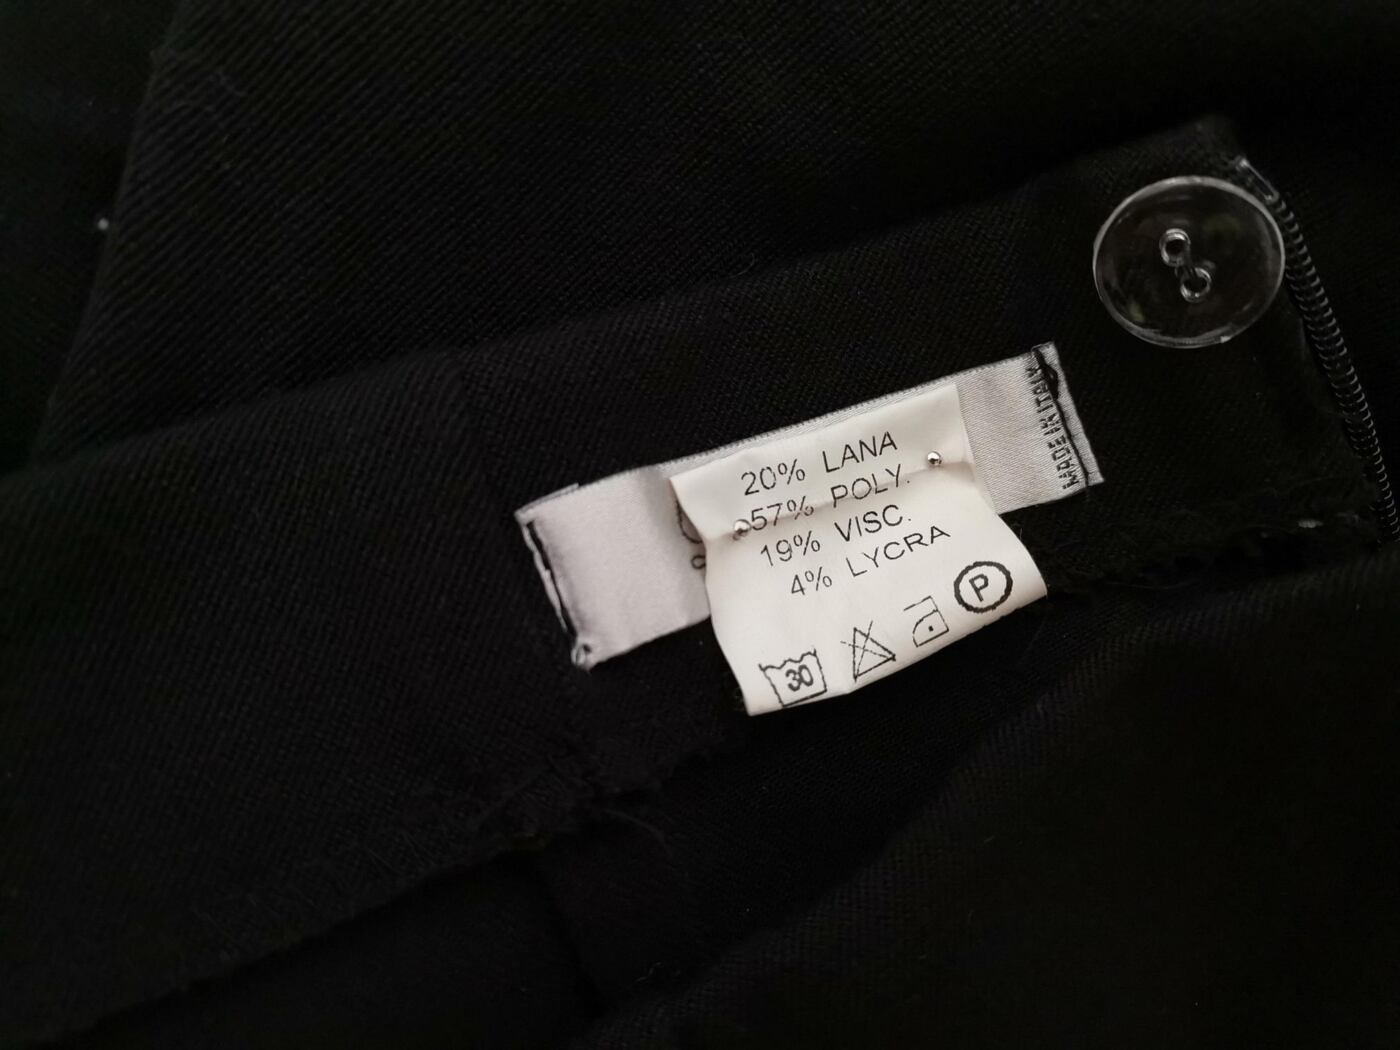 20% LANA
57% POLY.
19% VISC.
4% LYCRA
30
P
MADE IN ITALY